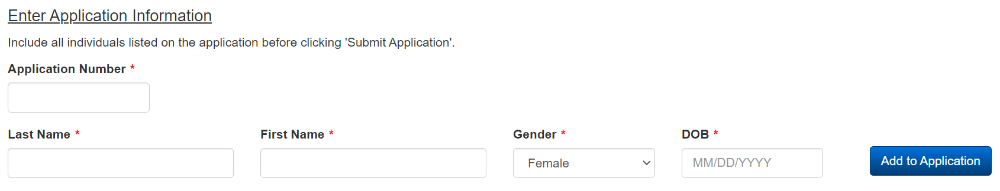 Enter Application Information
Include all individuals listed on the application before clicking 'Submit Application'.
Application Number *
Last Name * First Name * Gender * DOB *
Female MM/DD/YYYY Add to Application